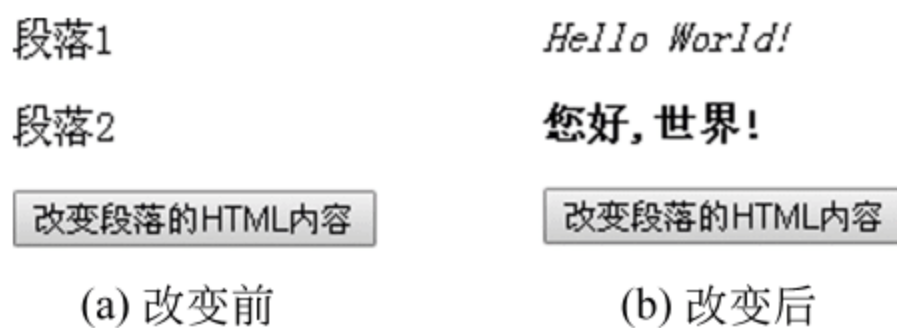 段落1
段落2
改变段落的HTML内容
(a) 改变前
Hello World!
您好,世界!
改变段落的HTML内容
(b) 改变后